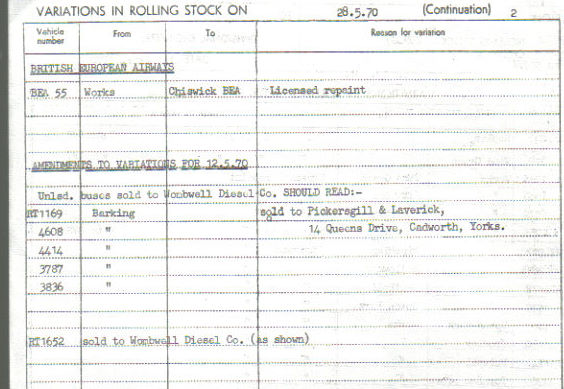 VARIATIONS IN ROLLING STOCK ON 28.5.70 (Continuation) 2
Vehicle number From To Reason for variation
BRITISH EUROPEAN AIRWAYS
BEA 55 Works Chiswick BEA Licensed repaint
AMENDMENTS TO VARIATIONS FOR 12.5.70
Unlsd. buses sold to Wombwell Diesel Co. SHOULD READ:-
RT1169 Barking sold to Pickersgill & Laverick,
4608 " 14 Queens Drive, Cadworth, Yorks.
4414 "
3787 "
3836 "
RT1652 sold to Wombwell Diesel Co. (as shown)